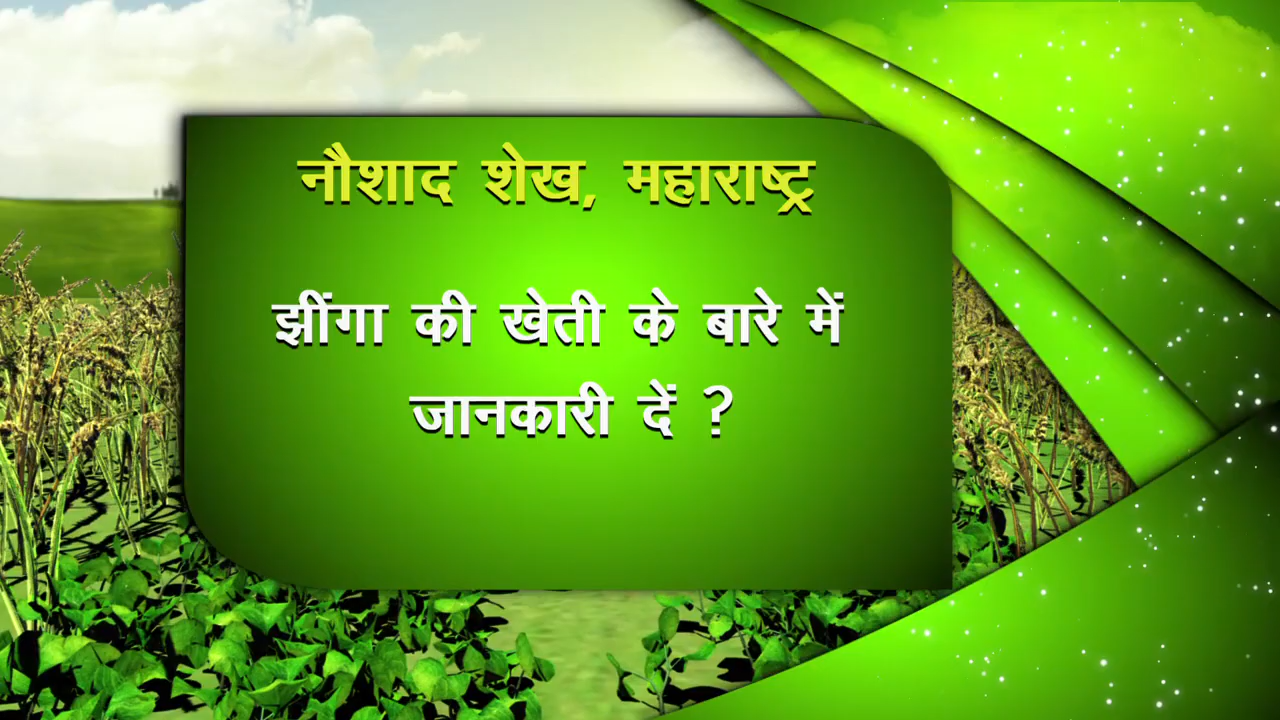 नौशाद शेख, महाराष्ट्र
झींगा की खेती के बारे में
जानकारी दें ?